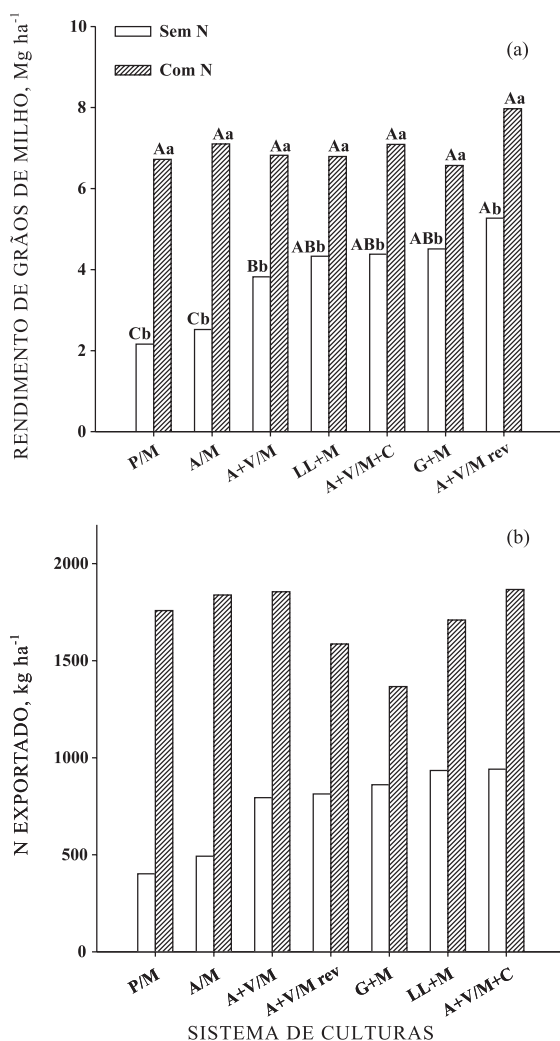 RENDIMENTO DE GRÃOS DE MILHO, Mg ha⁻¹
10
8
6
4
2
0
Sem N
Com N
(a)
Cb
Aa
Cb
Aa
Bb
Aa
ABb
Aa
ABb
Aa
ABb
Aa
Ab
Aa
P/M
A/M
A+V/M
LL+M
A+V/M+C
G+M
A+V/M rev
N EXPORTADO, kg ha⁻¹
2000
1500
1000
500
0
(b)
P/M
A/M
A+V/M
A+V/M rev
G+M
LL+M
A+V/M+C
SISTEMA DE CULTURAS